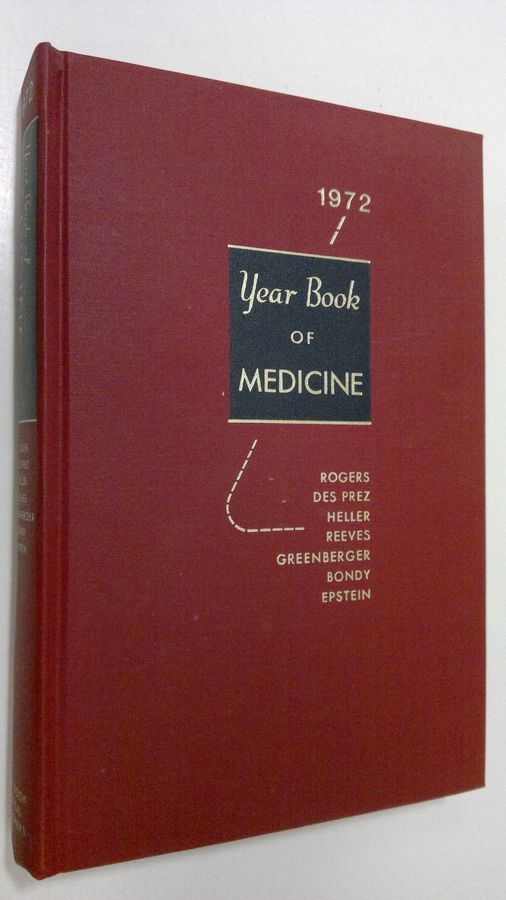 1972
Year Book
OF
MEDICINE
ROGERS
DES PREZ
HELLER
REEVES
GREENBERGER
BONDY
EPSTEIN